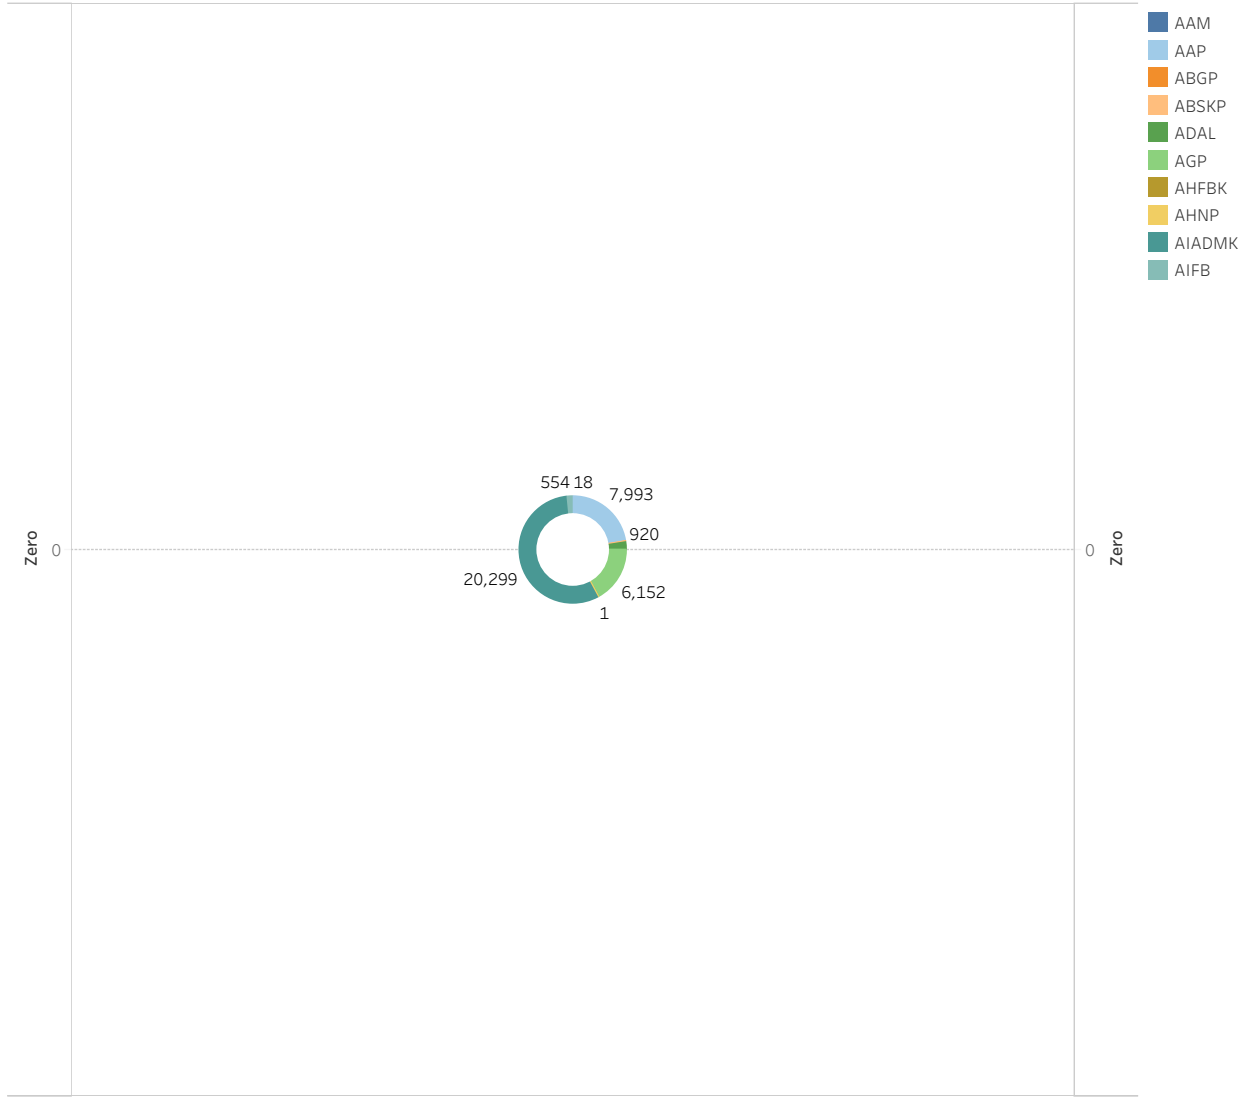 AAM
AAP
ABGP
ABSKP
ADAL
AGP
AHFBK
AHNP
AIADMK
AIFB
554 18
7,993
920
Zero 0
0 Zero
20,299
6,152
1